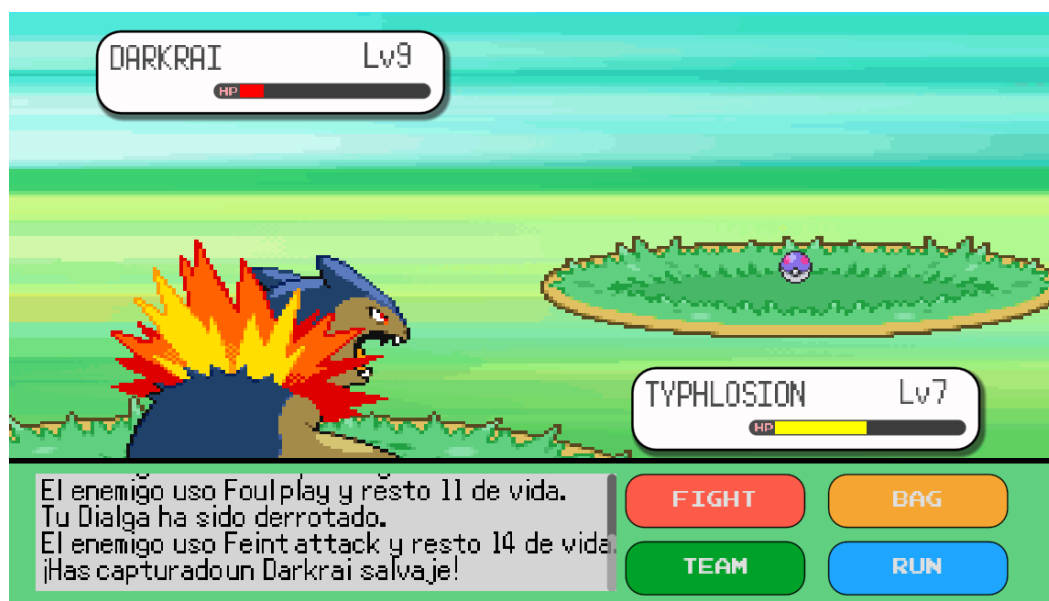 DARKRAI Lv9
HP
TYPHLOSION Lv7
HP
El enemigo uso Foul play y resto 11 de vida.
Tu Dialga ha sido derrotado.
El enemigo uso Feint attack y resto 14 de vida.
¡Has capturado un Darkrai salvaje!
FIGHT
BAG
TEAM
RUN